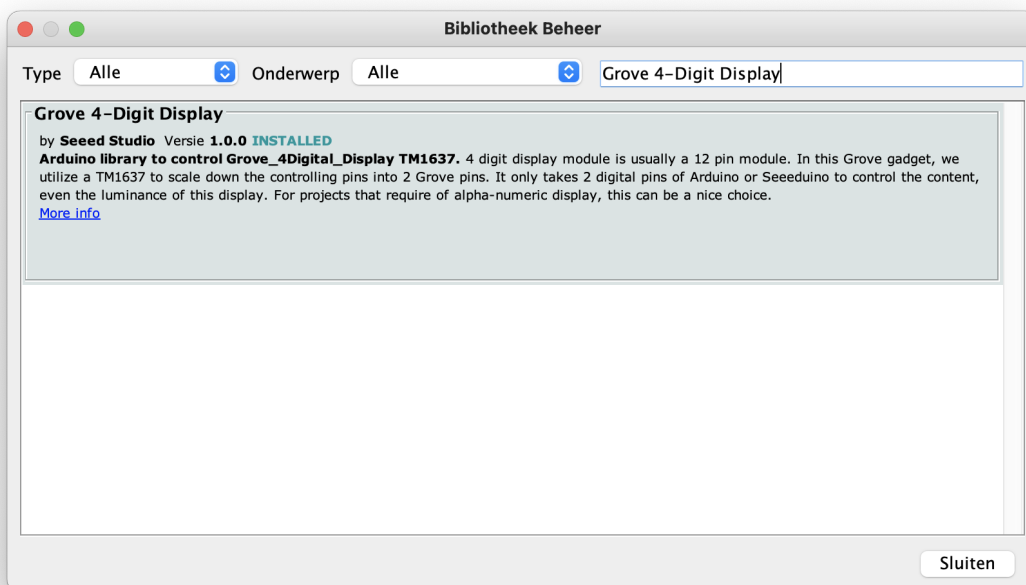 Bibliotheek Beheer
Type Alle Onderwerp Alle Grove 4-Digit Display
Grove 4-Digit Display
by Seeed Studio Versie 1.0.0 INSTALLED
Arduino library to control Grove_4Digital_Display TM1637. 4 digit display module is usually a 12 pin module. In this Grove gadget, we
utilize a TM1637 to scale down the controlling pins into 2 Grove pins. It only takes 2 digital pins of Arduino or Seeeduino to control the content,
even the luminance of this display. For projects that require of alpha-numeric display, this can be a nice choice.
More info
Sluiten